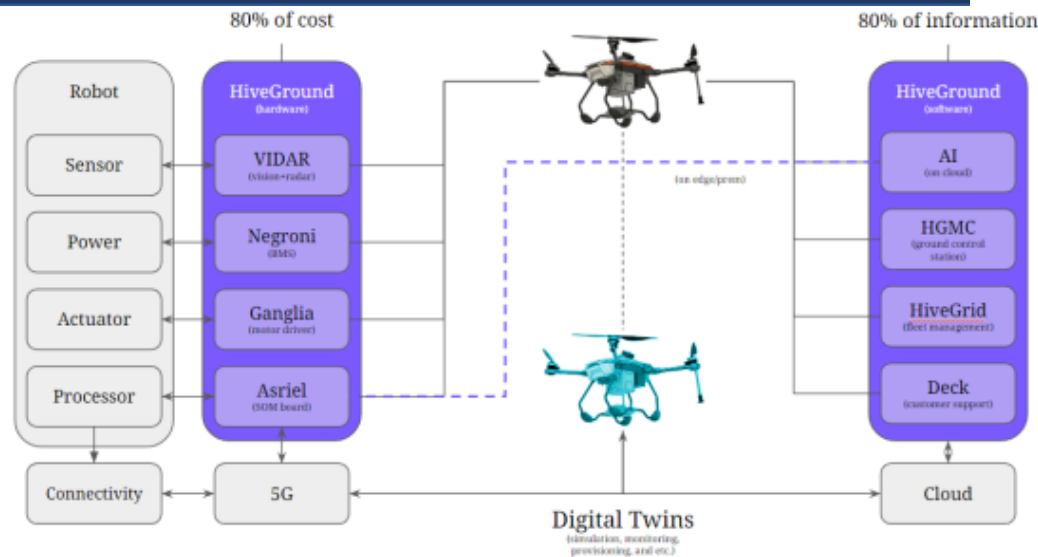 80% of cost
80% of information
Robot
Sensor
Power
Actuator
Processor
Connectivity
HiveGround
(hardware)
VIDAR
(vision+radar)
Negroni
(BMS)
Ganglia
(motor driver)
Asriel
(SOM board)
5G
(on edge/prem)
Digital Twins
(simulation, monitoring,
provisioning, and etc.)
HiveGround
(software)
AI
(on cloud)
HGMC
(ground control
station)
HiveGrid
(fleet management)
Deck
(customer support)
Cloud